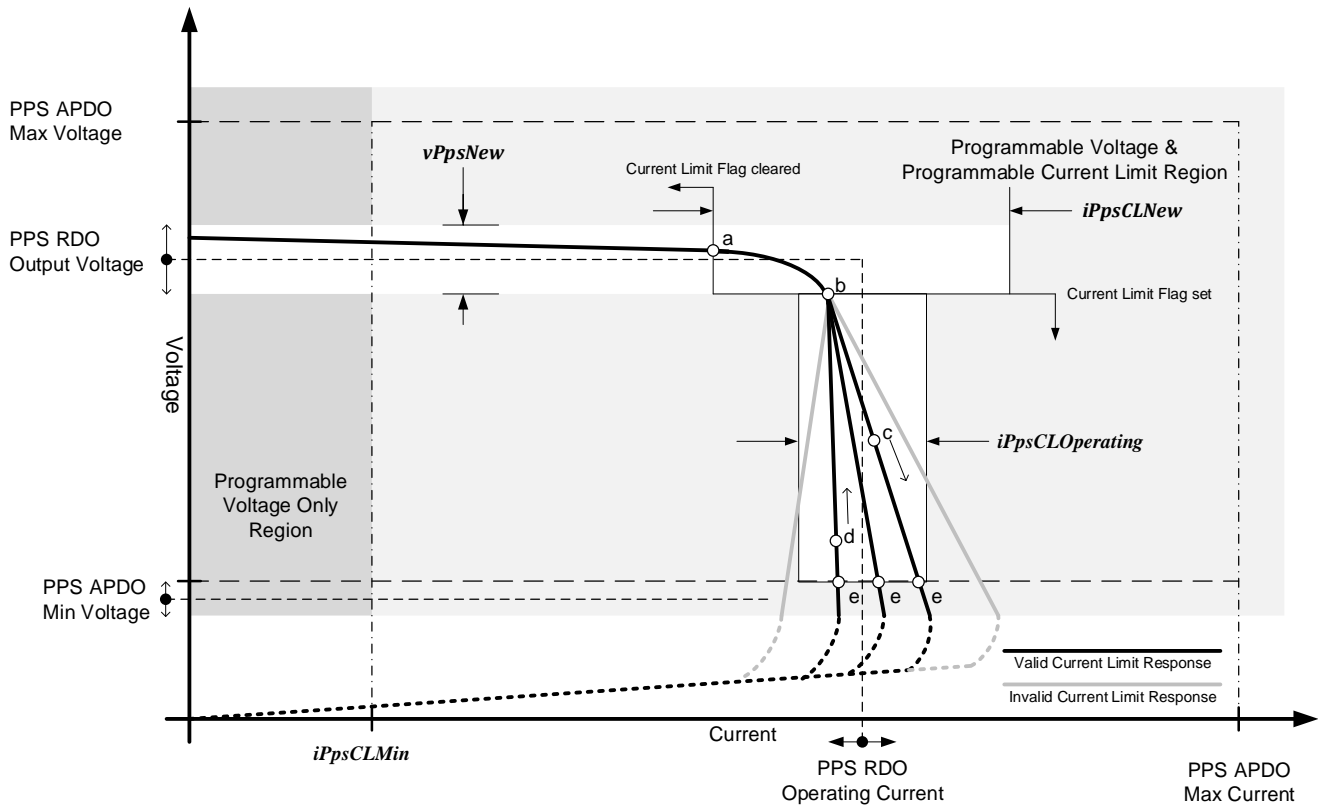 PPS APDO
Max Voltage
vPpsNew
Current Limit Flag cleared
Programmable Voltage &
Programmable Current Limit Region
iPpsCLNew
PPS RDO
Output Voltage
a
b
Current Limit Flag set
Voltage
c
iPpsCLOperating
Programmable
Voltage Only
Region
d
PPS APDO
Min Voltage
e
e
e
Valid Current Limit Response
Invalid Current Limit Response
Current
iPpsCLMin
PPS RDO
Operating Current
PPS APDO
Max Current